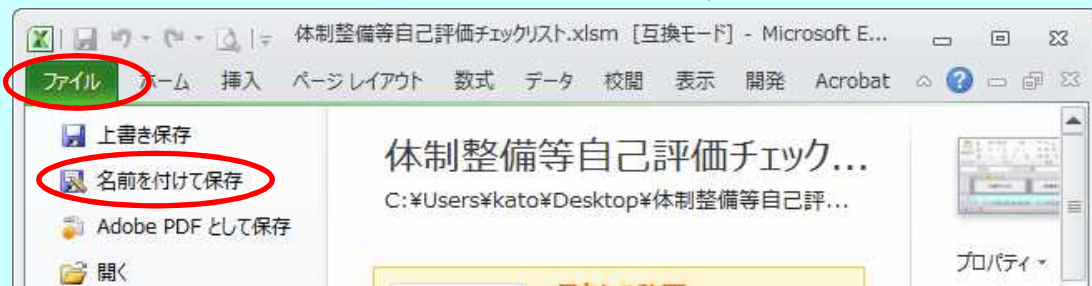 体制整備等自己評価チェックリスト.xlsm [互換モード] - Microsoft E...
ファイル ホーム 挿入 ページ レイアウト 数式 データ 校閲 表示 開発 Acrobat
上書き保存
体制整備等自己評価チェック...
名前を付けて保存
C:¥Users¥kato¥Desktop¥体制整備等自己評...
Adobe PDF として保存
開く
プロパティ